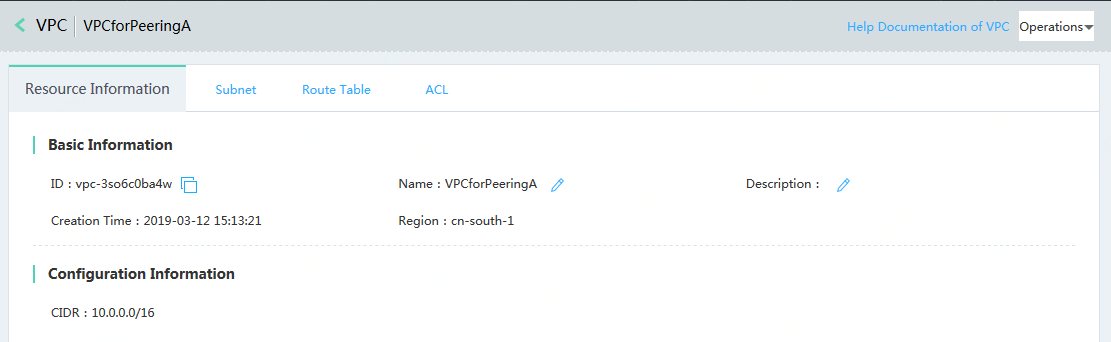 VPC VPCforPeeringA Help Documentation of VPC Operations
Resource Information Subnet Route Table ACL
Basic Information
ID : vpc-3so6c0ba4w Name : VPCforPeeringA Description :
Creation Time : 2019-03-12 15:13:21 Region : cn-south-1
Configuration Information
CIDR : 10.0.0.0/16